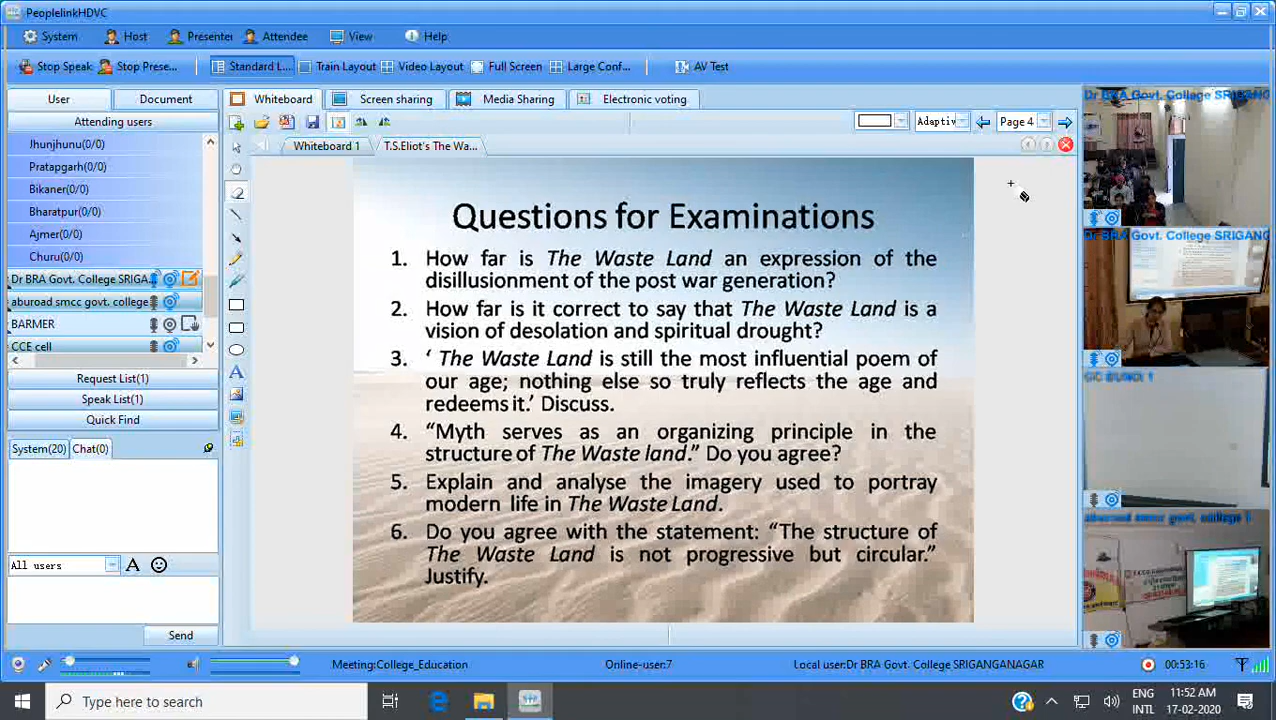 PeoplelinkHDVC
System Host Presenter Attendee View Help
Stop Speak Stop Prese... Standard L... Train Layout Video Layout Full Screen Large Conf... AV Test
User Document Whiteboard Screen sharing Media Sharing Electronic voting
Attending users
Adaptiv Page 4
Whiteboard 1 T.S.Eliot's The Wa...
Jhunjhunu(0/0)
Pratapgarh(0/0)
Bikaner(0/0)
Bharatpur(0/0)
Ajmer(0/0)
Churu(0/0)
Dr BRA Govt. College SRIGA
aburoad smcc govt. college
BARMER
CCE cell
Request List(1)
Speak List(1)
Quick Find
System(20) Chat(0)
All users A
Send
Questions for Examinations
1. How far is The Waste Land an expression of the
disillusionment of the post war generation?
2. How far is it correct to say that The Waste Land is a
vision of desolation and spiritual drought?
3. ‘ The Waste Land is still the most influential poem of
our age; nothing else so truly reflects the age and
redeems it.’ Discuss.
4. “Myth serves as an organizing principle in the
structure of The Waste land.” Do you agree?
5. Explain and analyse the imagery used to portray
modern life in The Waste Land.
6. Do you agree with the statement: “The structure of
The Waste Land is not progressive but circular.”
Justify.
Dr BRA Govt. College SRIGANG
Dr BRA Govt. College SRIGANG
Meeting:College_Education Online-user:7 Local user:Dr BRA Govt. College SRIGANGANAGAR 00:53:16
Type here to search
ENG
INTL
11:52 AM
17-02-2020